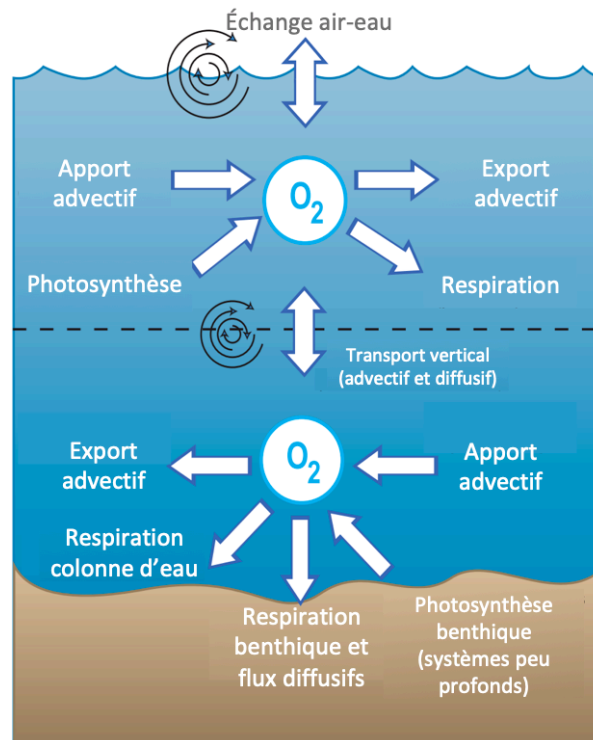 Échange air-eau
Apport
advectif
O2
Export
advectif
Photosynthèse
Respiration
Transport vertical
(advectif et diffusif)
Export
advectif
O2
Apport
advectif
Respiration
colonne d'eau
Respiration
benthique et
flux diffusifs
Photosynthèse
benthique
(systèmes peu
profonds)